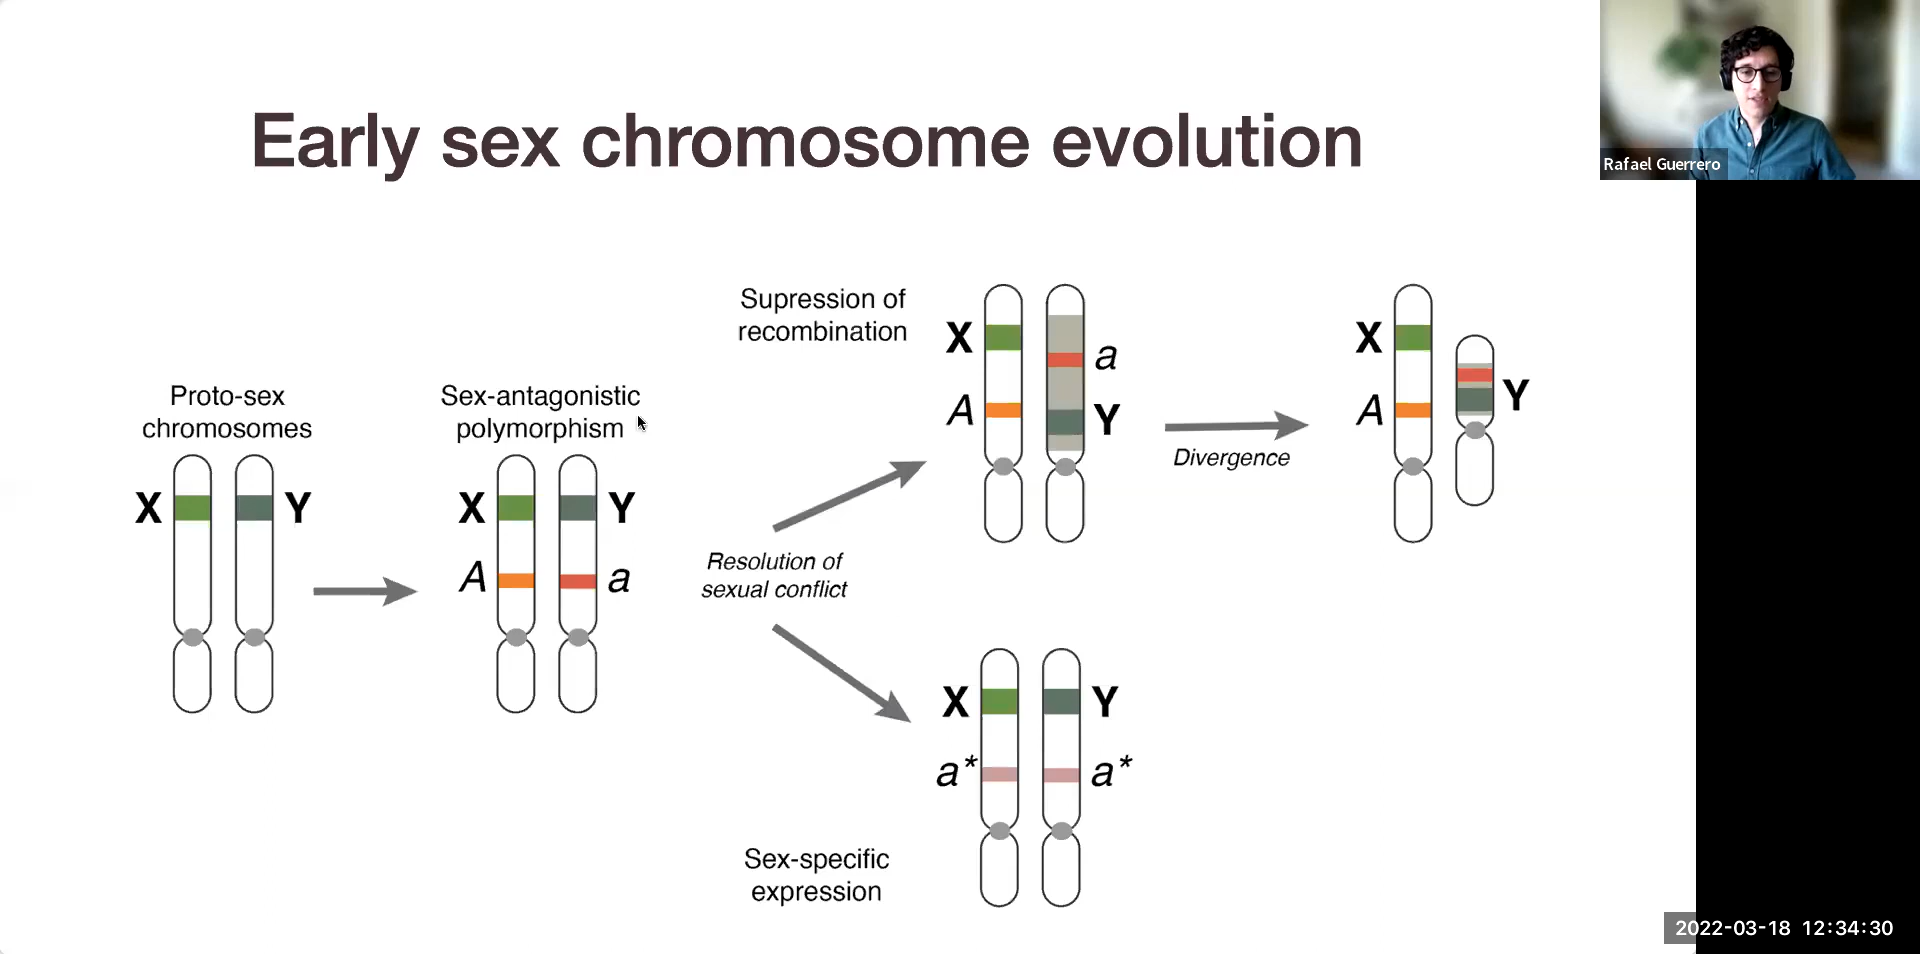 Early sex chromosome evolution
Rafael Guerrero
Proto-sex
chromosomes
X
Y
Sex-antagonistic
polymorphism
X
Y
A
a
Resolution of
sexual conflict
Supression of
recombination
X
a
A
Y
Divergence
X
A
Y
X
Y
a*
a*
Sex-specific
expression
2022-03-18 12:34:30